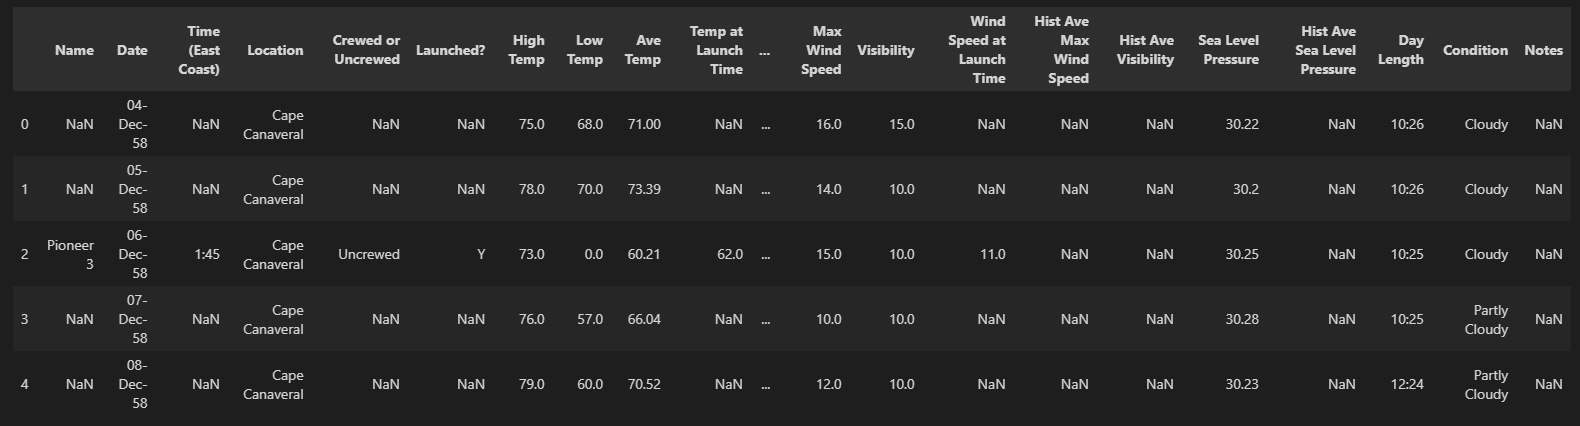 Name Date Time (East Coast) Location Crewed or Uncrewed Launched? High Temp Low Temp Ave Temp Temp at Launch Time ... Max Wind Speed Visibility Wind Speed at Launch Time Hist Ave Max Wind Speed Hist Ave Visibility Sea Level Pressure Hist Ave Sea Level Pressure Day Length Condition Notes
0 NaN 04-Dec-58 NaN Cape Canaveral NaN NaN 75.0 68.0 71.00 NaN ... 16.0 15.0 NaN NaN NaN 30.22 NaN 10:26 Cloudy NaN
1 NaN 05-Dec-58 NaN Cape Canaveral NaN NaN 78.0 70.0 73.39 NaN ... 14.0 10.0 NaN NaN NaN 30.2 NaN 10:26 Cloudy NaN
2 Pioneer 3 06-Dec-58 1:45 Cape Canaveral Uncrewed Y 73.0 0.0 60.21 62.0 ... 15.0 10.0 11.0 NaN NaN 30.25 NaN 10:25 Cloudy NaN
3 NaN 07-Dec-58 NaN Cape Canaveral NaN NaN 76.0 57.0 66.04 NaN ... 10.0 10.0 NaN NaN NaN 30.28 NaN 10:25 Partly Cloudy NaN
4 NaN 08-Dec-58 NaN Cape Canaveral NaN NaN 79.0 60.0 70.52 NaN ... 12.0 10.0 NaN NaN NaN 30.23 NaN 12:24 Partly Cloudy NaN